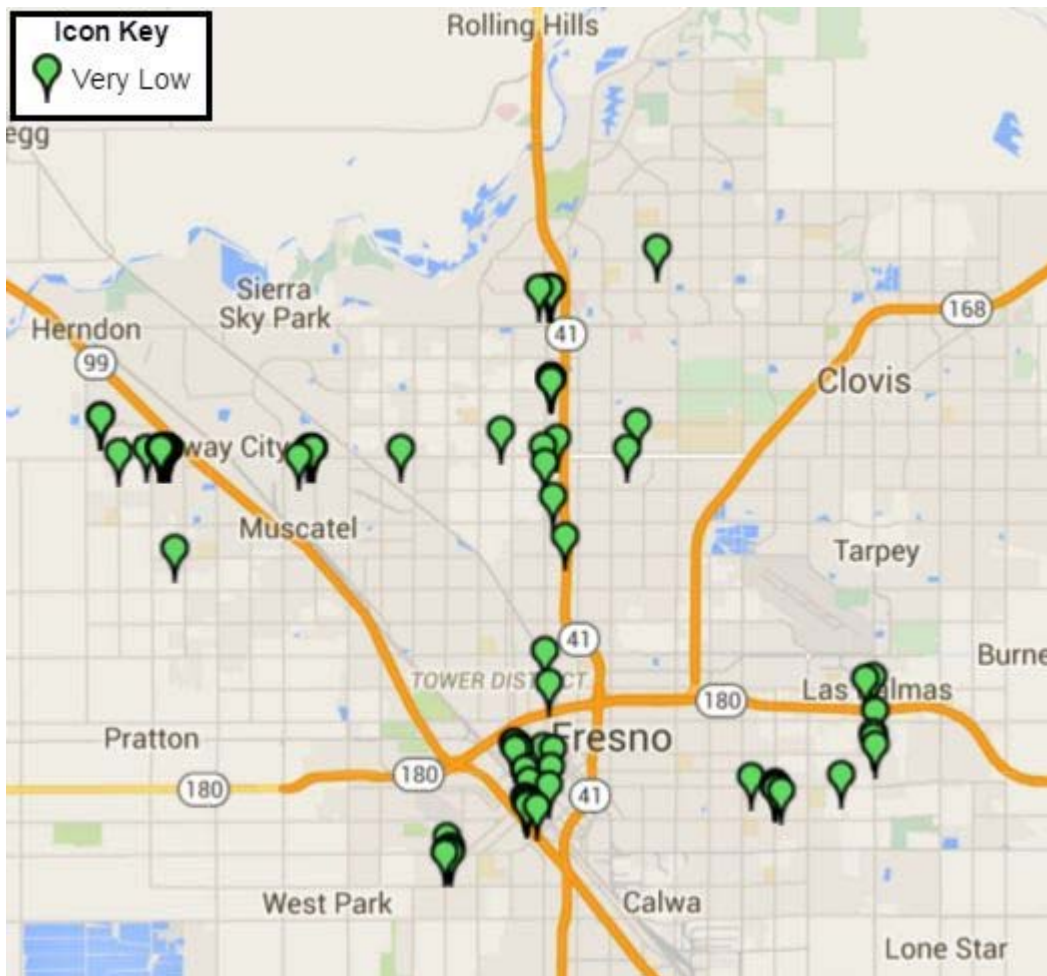 Icon Key
Very Low
Rolling Hills
egg
Sierra
Sky Park
168
Herndon
41
99
Clovis
way City
Muscatel
Tarpey
41
Burne
TOWER DISTRICT
Las Palmas
180
Pratton
Fresno
180
180
41
West Park
Calwa
Lone Star